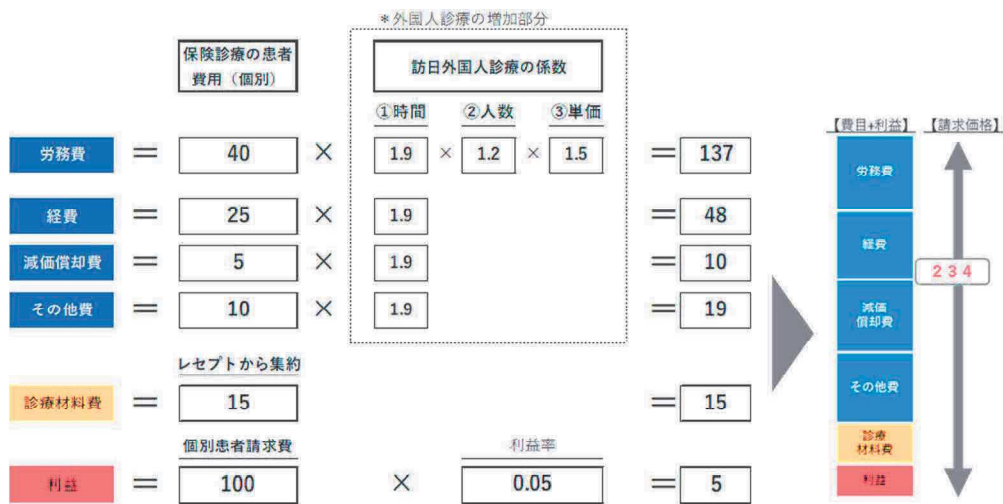 *外国人診療の増加部分
保険診療の患者
費用（個別）
訪日外国人診療の係数
①時間 ②人数 ③単価
労務費 = 40 × 1.9 × 1.2 × 1.5 = 137
経費 = 25 × 1.9 = 48
減価償却費 = 5 × 1.9 = 10
その他費 = 10 × 1.9 = 19
レセプトから集約
診療材料費 = 15 = 15
個別患者請求費 利益率
利益 = 100 × 0.05 = 5
【費目+利益】 【請求価格】
労務費
経費
234
減価
償却費
その他費
診療
材料費
利益